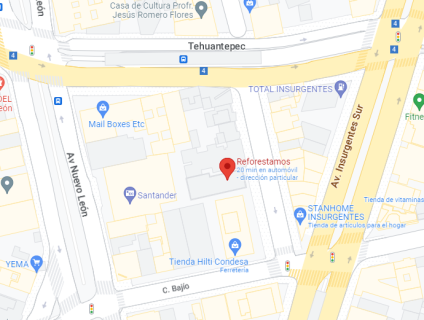 Casa de Cultura Profr.
Jesús Romero Flores
Tehuantepec
4
4
4
TOTAL INSURGENTES
Mail Boxes Etc
Fitne
Av. Insurgentes Sur
Av Nuevo León
Reforestamos
20 min en automóvil
- dirección particular
Santander
Tienda de vitaminas
STANHOME
INSURGENTES
Tienda de artículos para el hogar
YEMA
Tienda Hilti Condesa
Ferretería
C. Bajío